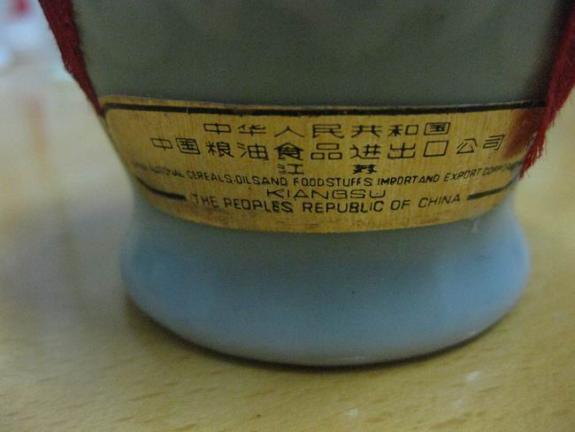 中华人民共和国
中国粮油食品进出口公司
江 苏
NATIONAL CEREALS,OILS AND FOODSTUFFS IMPORT AND EXPORT
KIANGSU
THE PEOPLES REPUBLIC OF CHINA